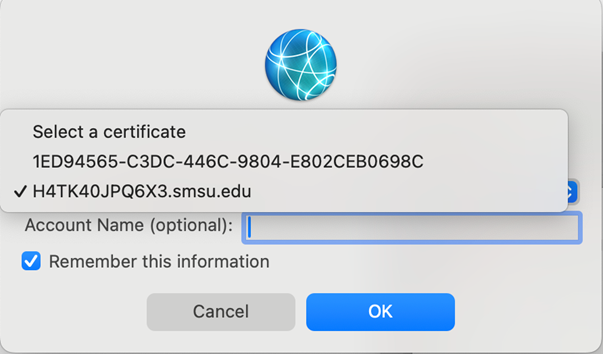 Select a certificate
1ED94565-C3DC-446C-9804-E802CEB0698C
✓ H4TK40JPQ6X3.smsu.edu
Account Name (optional):
Remember this information
Cancel
OK